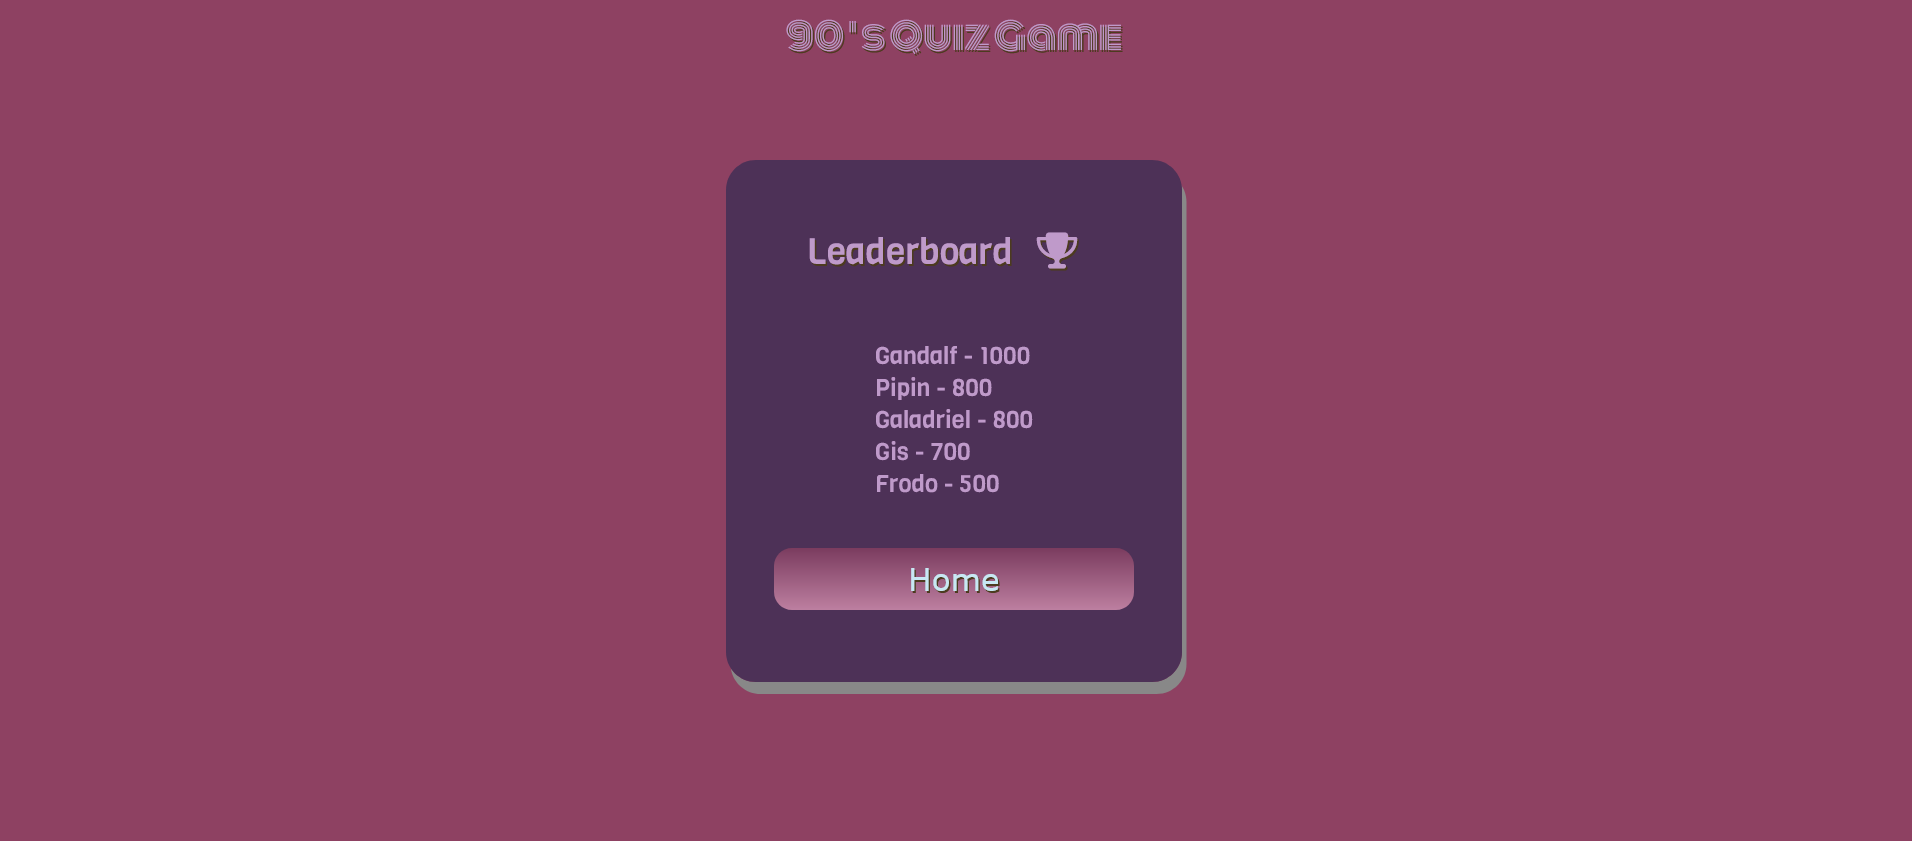 90's Quiz Game
Leaderboard
Gandalf - 1000
Pipin - 800
Galadriel - 800
Gis - 700
Frodo - 500
Home